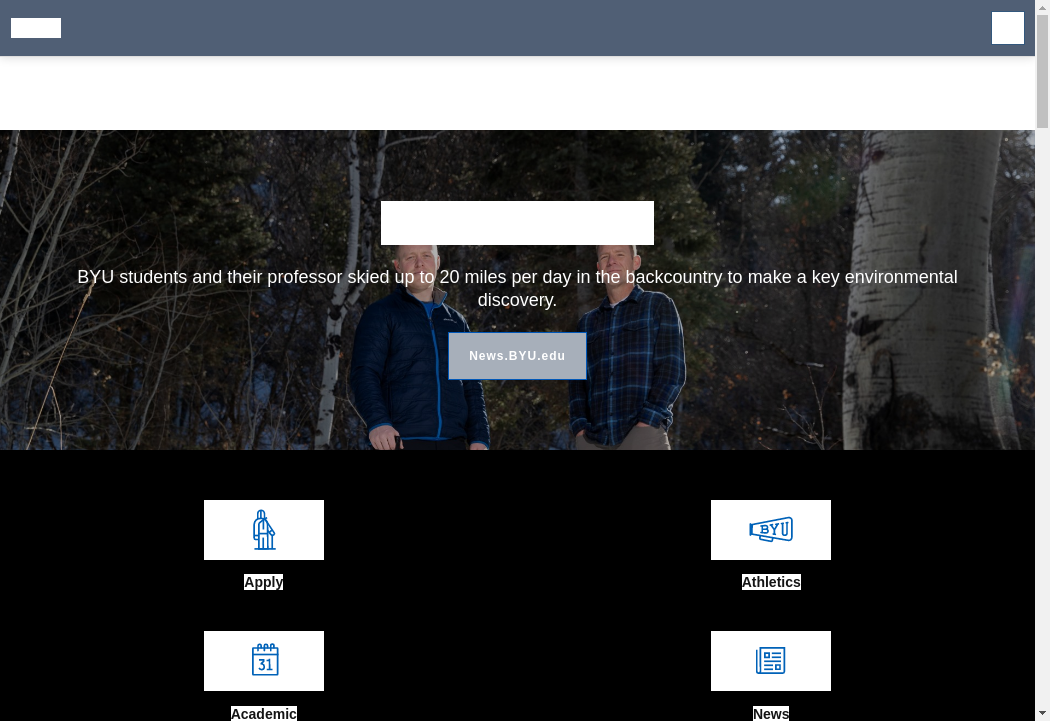 BYU students and their professor skied up to 20 miles per day in the backcountry to make a key environmental
discovery.
News.BYU.edu
BYU
Apply
Athletics
31
Academic
News